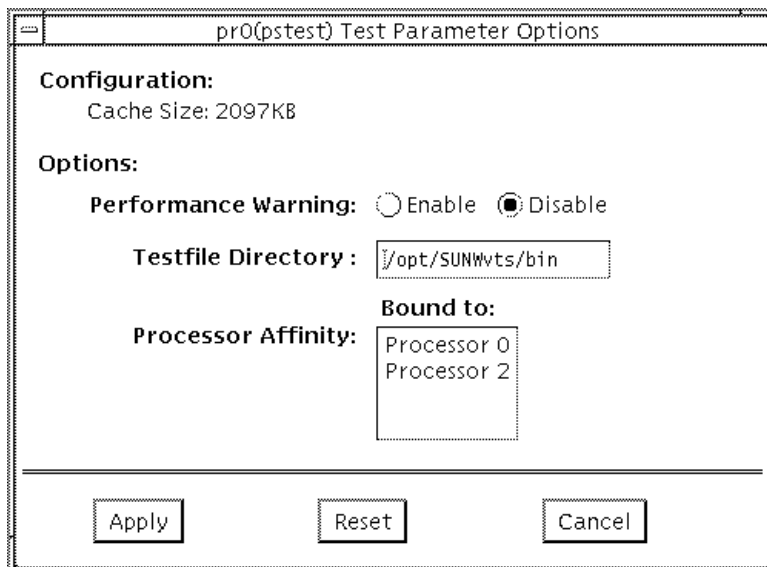 pr0(pstest) Test Parameter Options
Configuration:
Cache Size: 2097KB
Options:
Performance Warning: Enable Disable
Testfile Directory : /opt/SUNWvts/bin
Bound to:
Processor Affinity:
Processor 0
Processor 2
Apply Reset Cancel